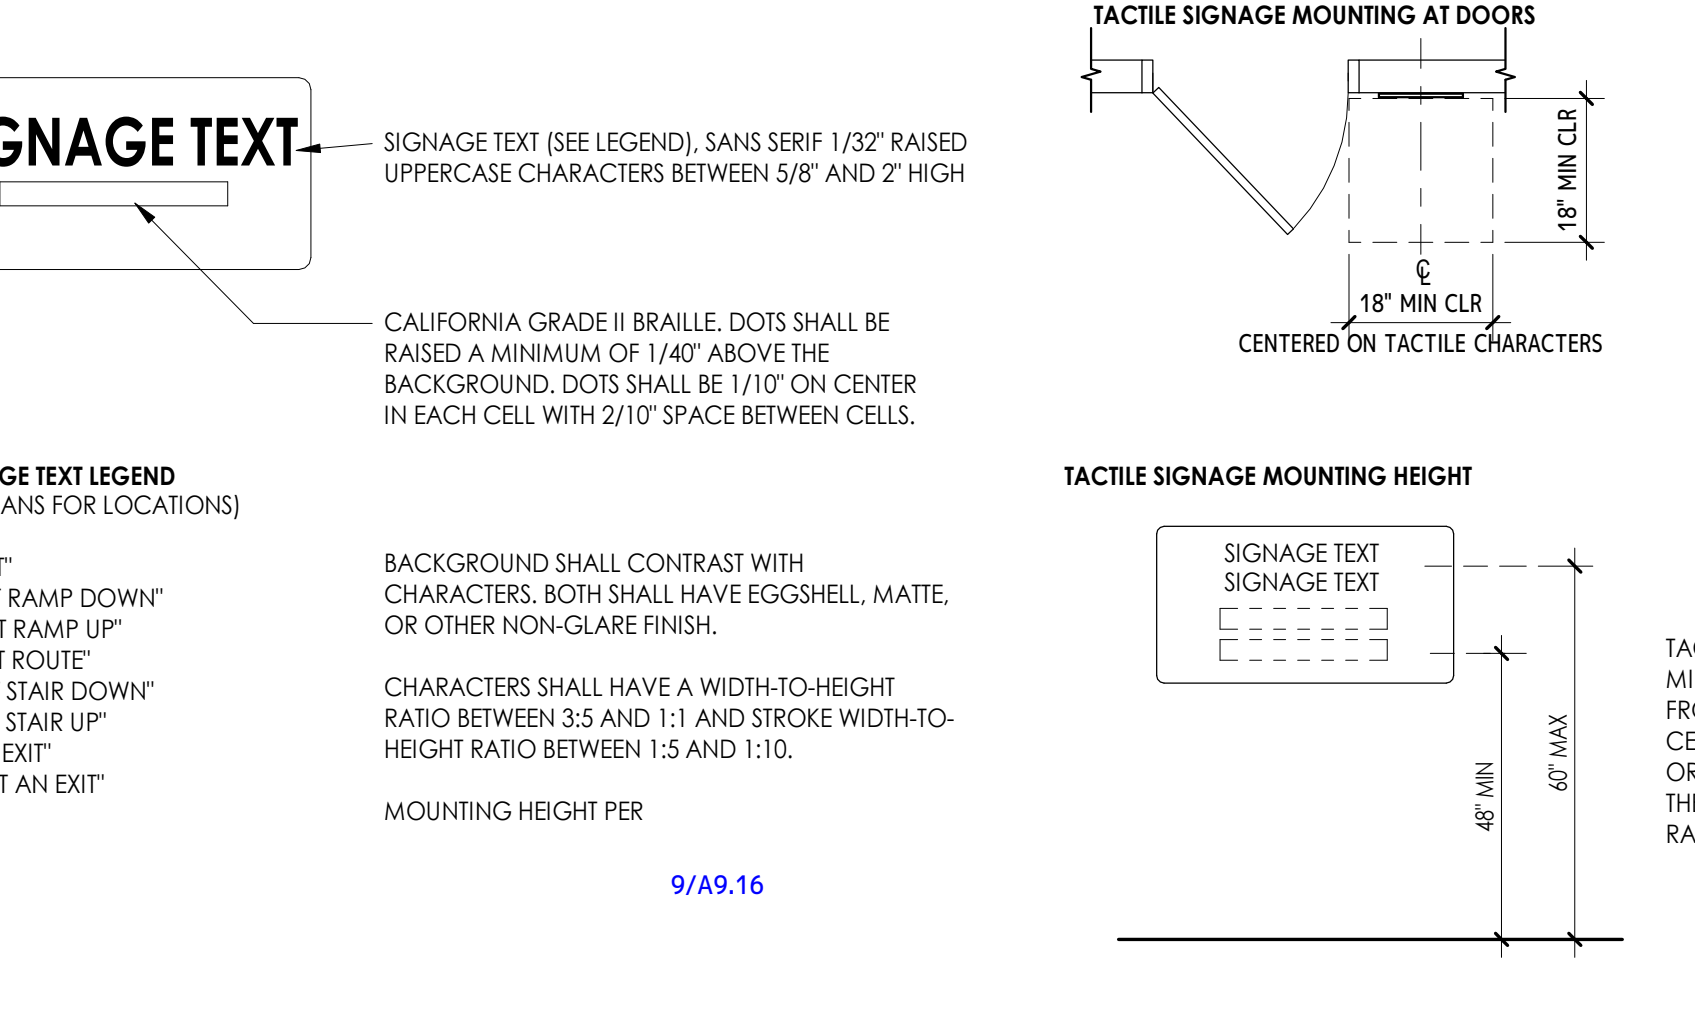 GNAGE TEXT
SIGNAGE TEXT (SEE LEGEND), SANS SERIF 1/32" RAISED
UPPERCASE CHARACTERS BETWEEN 5/8" AND 2" HIGH
CALIFORNIA GRADE II BRAILLE. DOTS SHALL BE
RAISED A MINIMUM OF 1/40" ABOVE THE
BACKGROUND. DOTS SHALL BE 1/10" ON CENTER
IN EACH CELL WITH 2/10" SPACE BETWEEN CELLS.
GE TEXT LEGEND
ANS FOR LOCATIONS)
T"
T RAMP DOWN"
T RAMP UP"
T ROUTE"
STAIR DOWN"
STAIR UP"
EXIT"
T AN EXIT"
BACKGROUND SHALL CONTRAST WITH
CHARACTERS. BOTH SHALL HAVE EGGSHELL, MATTE,
OR OTHER NON-GLARE FINISH.
CHARACTERS SHALL HAVE A WIDTH-TO-HEIGHT
RATIO BETWEEN 3:5 AND 1:1 AND STROKE WIDTH-TO-
HEIGHT RATIO BETWEEN 1:5 AND 1:10.
MOUNTING HEIGHT PER
9/A9.16
TACTILE SIGNAGE MOUNTING AT DOORS
18" MIN CLR
℄
18" MIN CLR
CENTERED ON TACTILE CHARACTERS
TACTILE SIGNAGE MOUNTING HEIGHT
SIGNAGE TEXT
SIGNAGE TEXT
48" MIN
60" MAX
TAC
MI
FRO
CE
OR
THE
RA